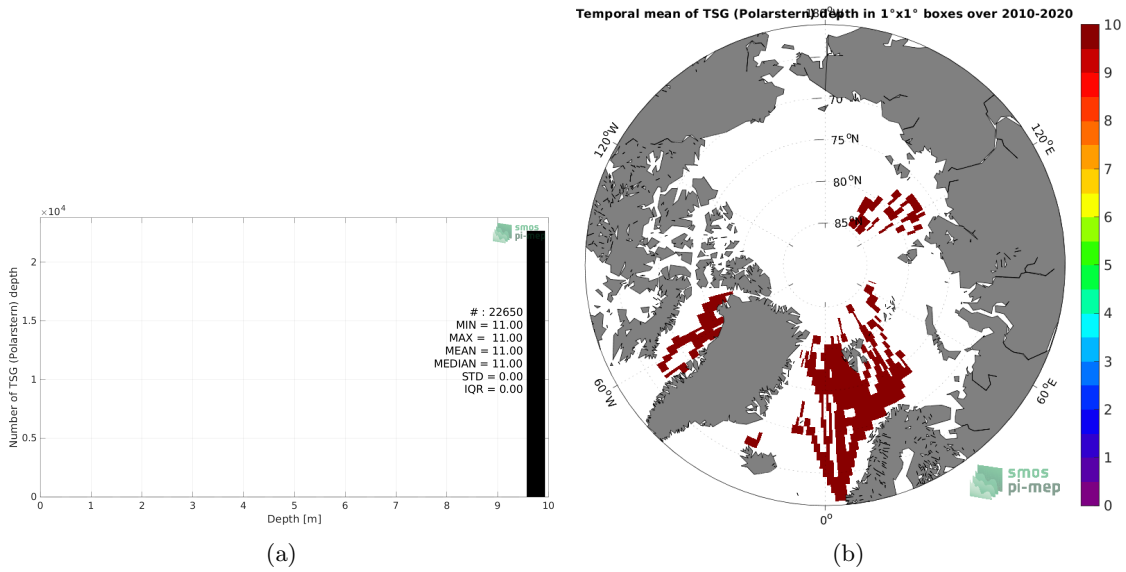 ×10⁴
2
1.5
1
0.5
0
0 1 2 3 4 5 6 7 8 9 10
Number of TSG (Polarstern) depth
Depth [m]
smos
pi-mep
# : 22650
MIN = 11.00
MAX = 11.00
MEAN = 11.00
MEDIAN = 11.00
STD = 0.00
IQR = 0.00
(a)
Temporal mean of TSG (Polarstern) depth in 1°x1° boxes over 2010-2020
120°W
120°E
75°N
80°N
60°W
60°E
0°
smos
pi-mep
10
9
8
7
6
5
4
3
2
1
0
(b)